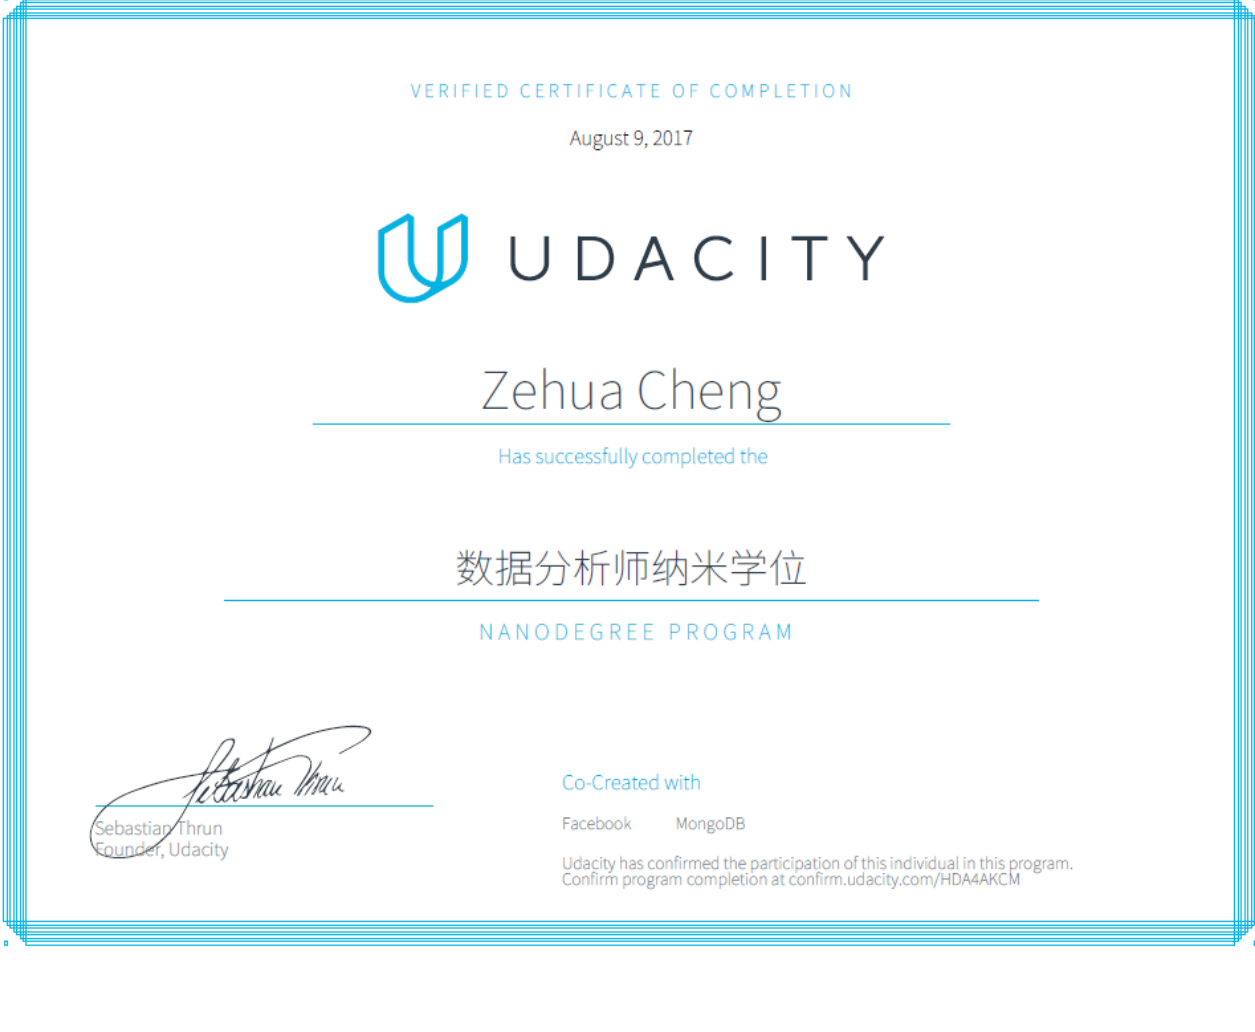 VERIFIED CERTIFICATE OF COMPLETION
August 9, 2017
UDACITY
Zehua Cheng
Has successfully completed the
数据分析师纳米学位
NANODEGREE PROGRAM
Sebastian Thrun
Sebastian Thrun
Founder, Udacity
Co-Created with
Facebook MongoDB
Udacity has confirmed the participation of this individual in this program.
Confirm program completion at confirm.udacity.com/HDA4AKCM